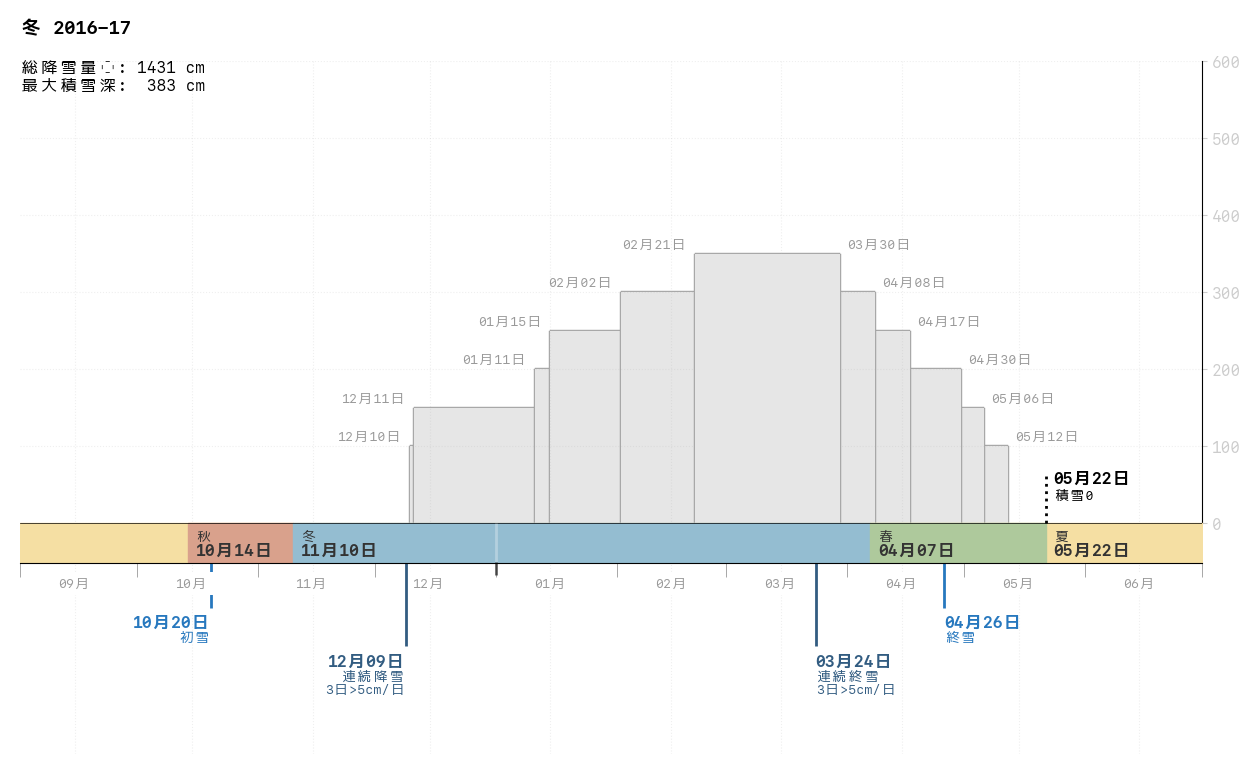 冬 2016−17
総降雪量: 1431 cm
最大積雪深: 383 cm
600
500
400
02月21日
03月30日
300
02月02日
04月08日
01月15日
04月17日
200
01月11日
04月30日
12月11日
05月06日
100
12月10日
05月12日
05月22日
積雪0
0
秋
10月14日
冬
11月10日
春
04月07日
夏
05月22日
09月
10月
11月
12月
01月
02月
03月
04月
05月
06月
10月20日
初雪
04月26日
終雪
12月09日
連続降雪
3日>5cm/日
03月24日
連続終雪
3日>5cm/日